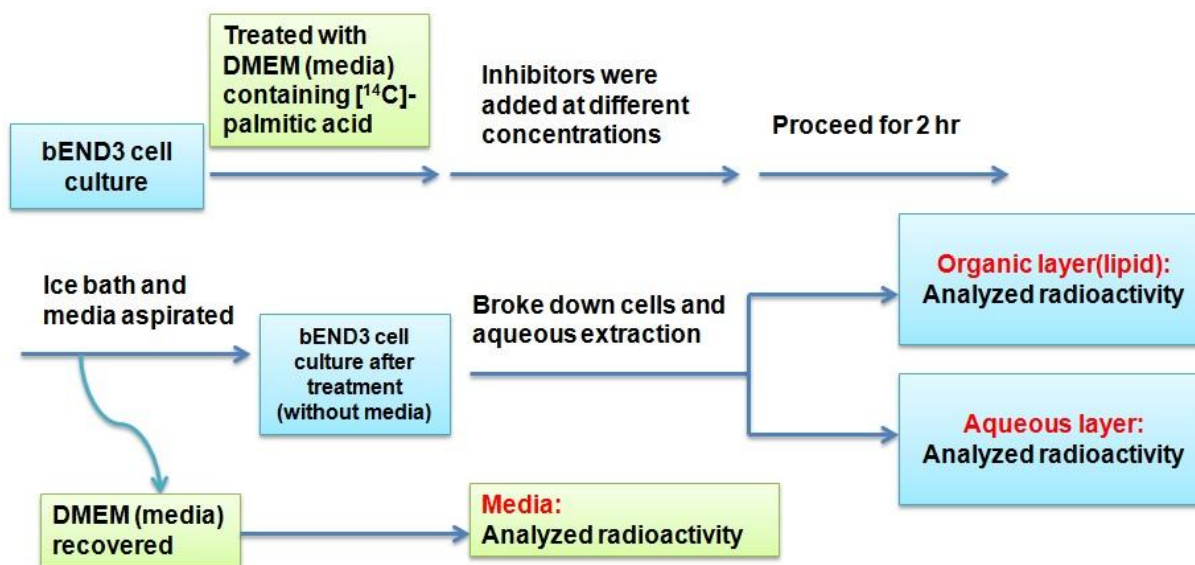 bEND3 cell
culture
Treated with
DMEM (media)
containing [¹⁴C]-
palmitic acid
Inhibitors were
added at different
concentrations
Proceed for 2 hr
Ice bath and
media aspirated
bEND3 cell
culture after
treatment
(without media)
Broke down cells and
aqueous extraction
Organic layer(lipid):
Analyzed radioactivity
Aqueous layer:
Analyzed radioactivity
DMEM (media)
recovered
Media:
Analyzed radioactivity